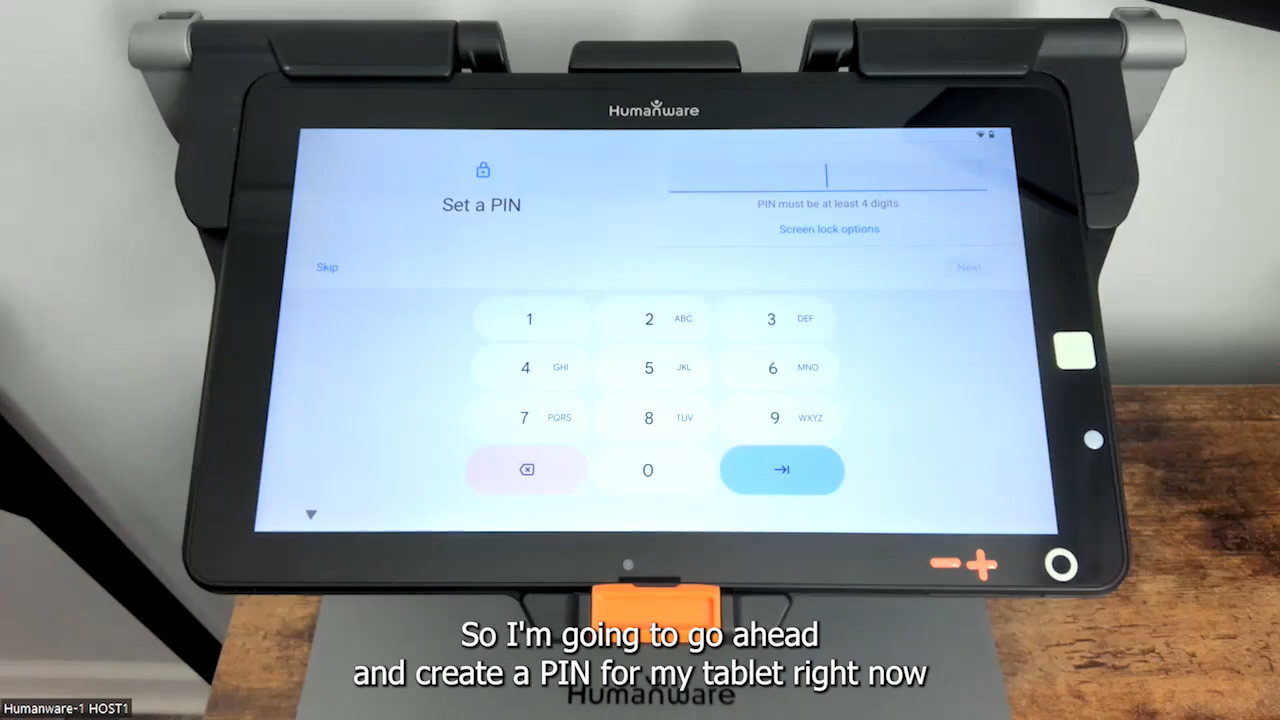 Humanware
Set a PIN
PIN must be at least 4 digits
Screen lock options
Skip
Next
1
2 ABC
3 DEF
4 GHI
5 JKL
6 MNO
7 PQRS
8 TUV
9 WXYZ
0
So I'm going to go ahead
and create a PIN for my tablet right now
Humanware
Humanware-1 HOST1